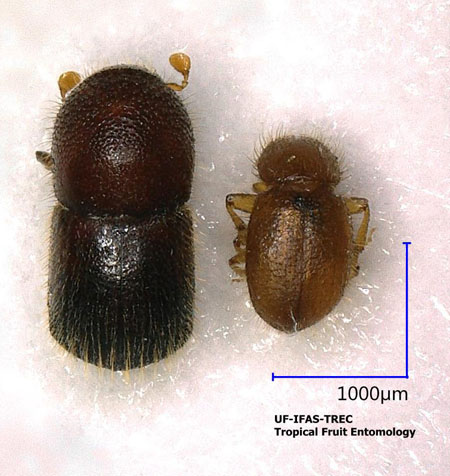 1000µm
UF-IFAS-TREC
Tropical Fruit Entomology